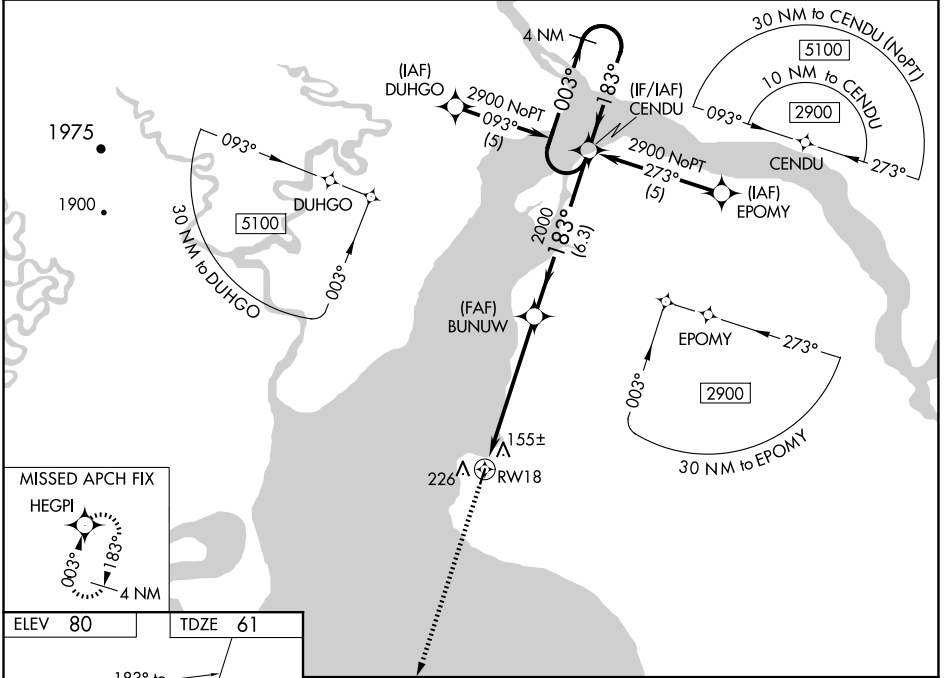 30 NM to CENDU (NoPT)
5100
10 NM to CENDU
2900
093°
CENDU
273°
4 NM
003°
183°
(IAF)
DUHGO
2900 NoPT
093°
(5)
(IF/IAF)
CENDU
2900 NoPT
273°
(5)
(IAF)
EPOMY
1975
1900
093°
DUHGO
5100
003°
30 NM to DUHGO
2000
183°
(6.3)
(FAF)
BUNUW
EPOMY
273°
003°
2900
30 NM to EPOMY
155±
226
RW18
MISSED APCH FIX
HEGPI
003°
183°
4 NM
ELEV 80
TDZE 61
183° to